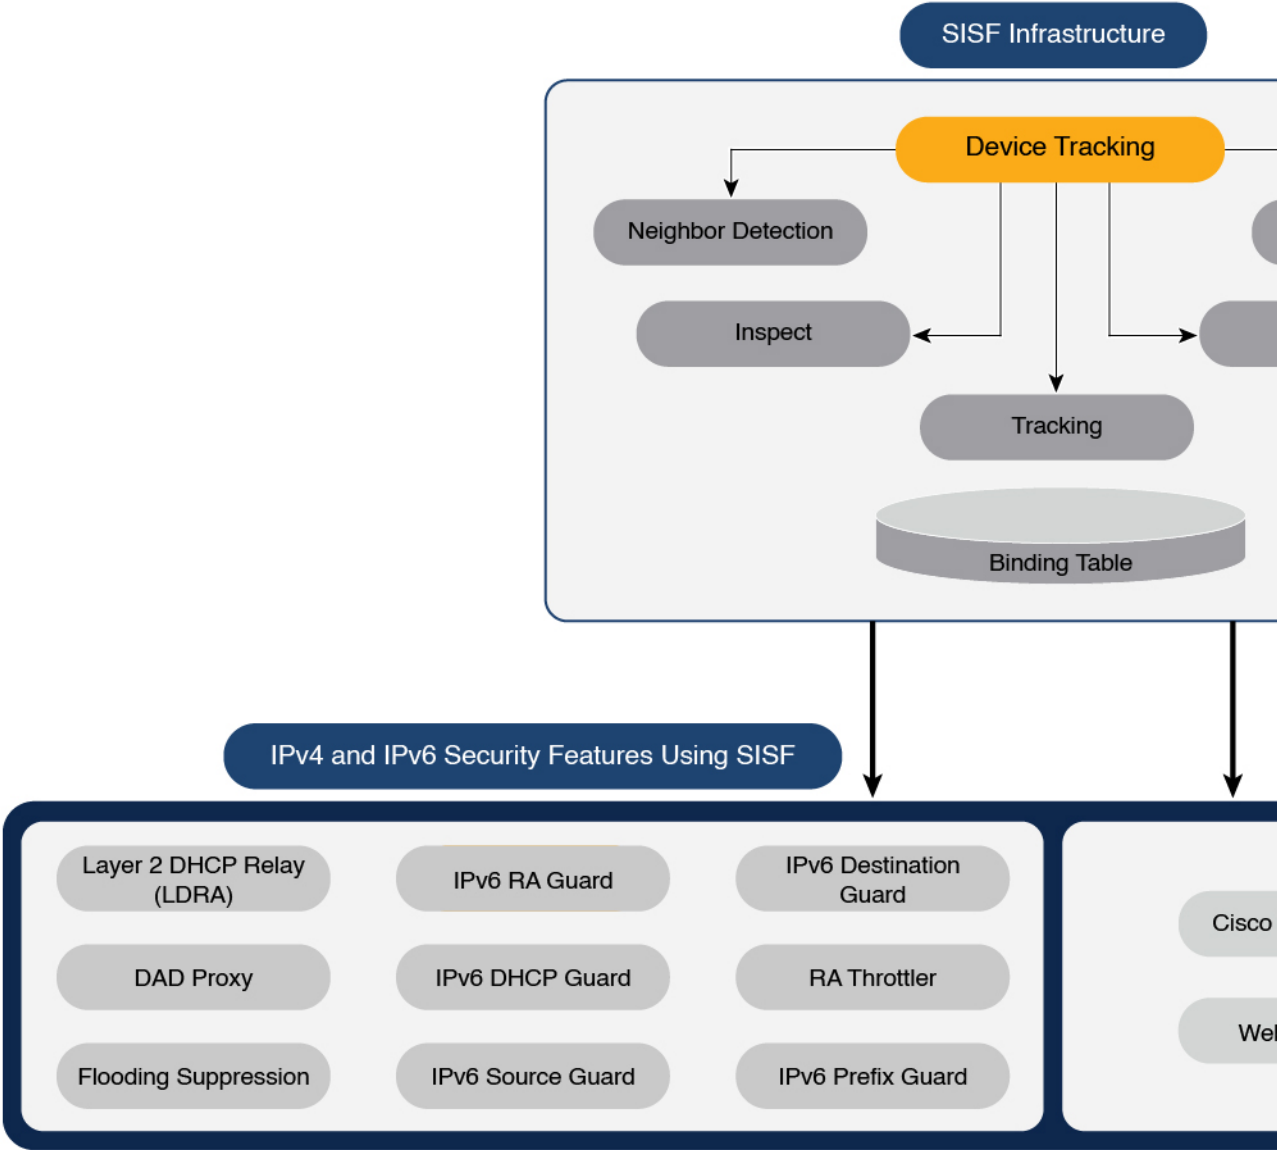 SISF Infrastructure
Device Tracking
Neighbor Detection
Inspect
Tracking
Binding Table
IPv4 and IPv6 Security Features Using SISF
Layer 2 DHCP Relay
(LDRA)
IPv6 RA Guard
IPv6 Destination
Guard
Cisco
DAD Proxy
IPv6 DHCP Guard
RA Throttler
Flooding Suppression
IPv6 Source Guard
IPv6 Prefix Guard